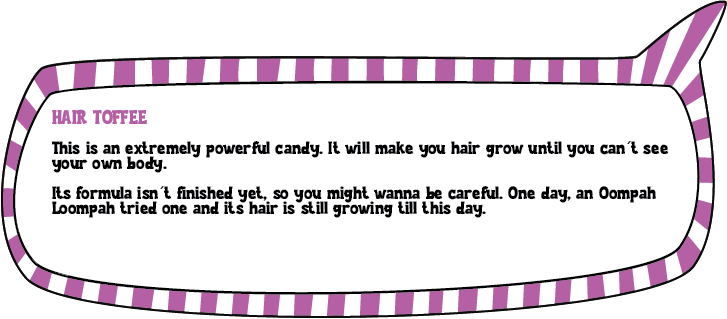 HAIR TOFFEE
This is an extremely powerful candy. It will make you hair grow until you can´t see
your own body.
Its formula isn´t finished yet, so you might wanna be careful. One day, an Oompah
Loompah tried one and its hair is still growing till this day.